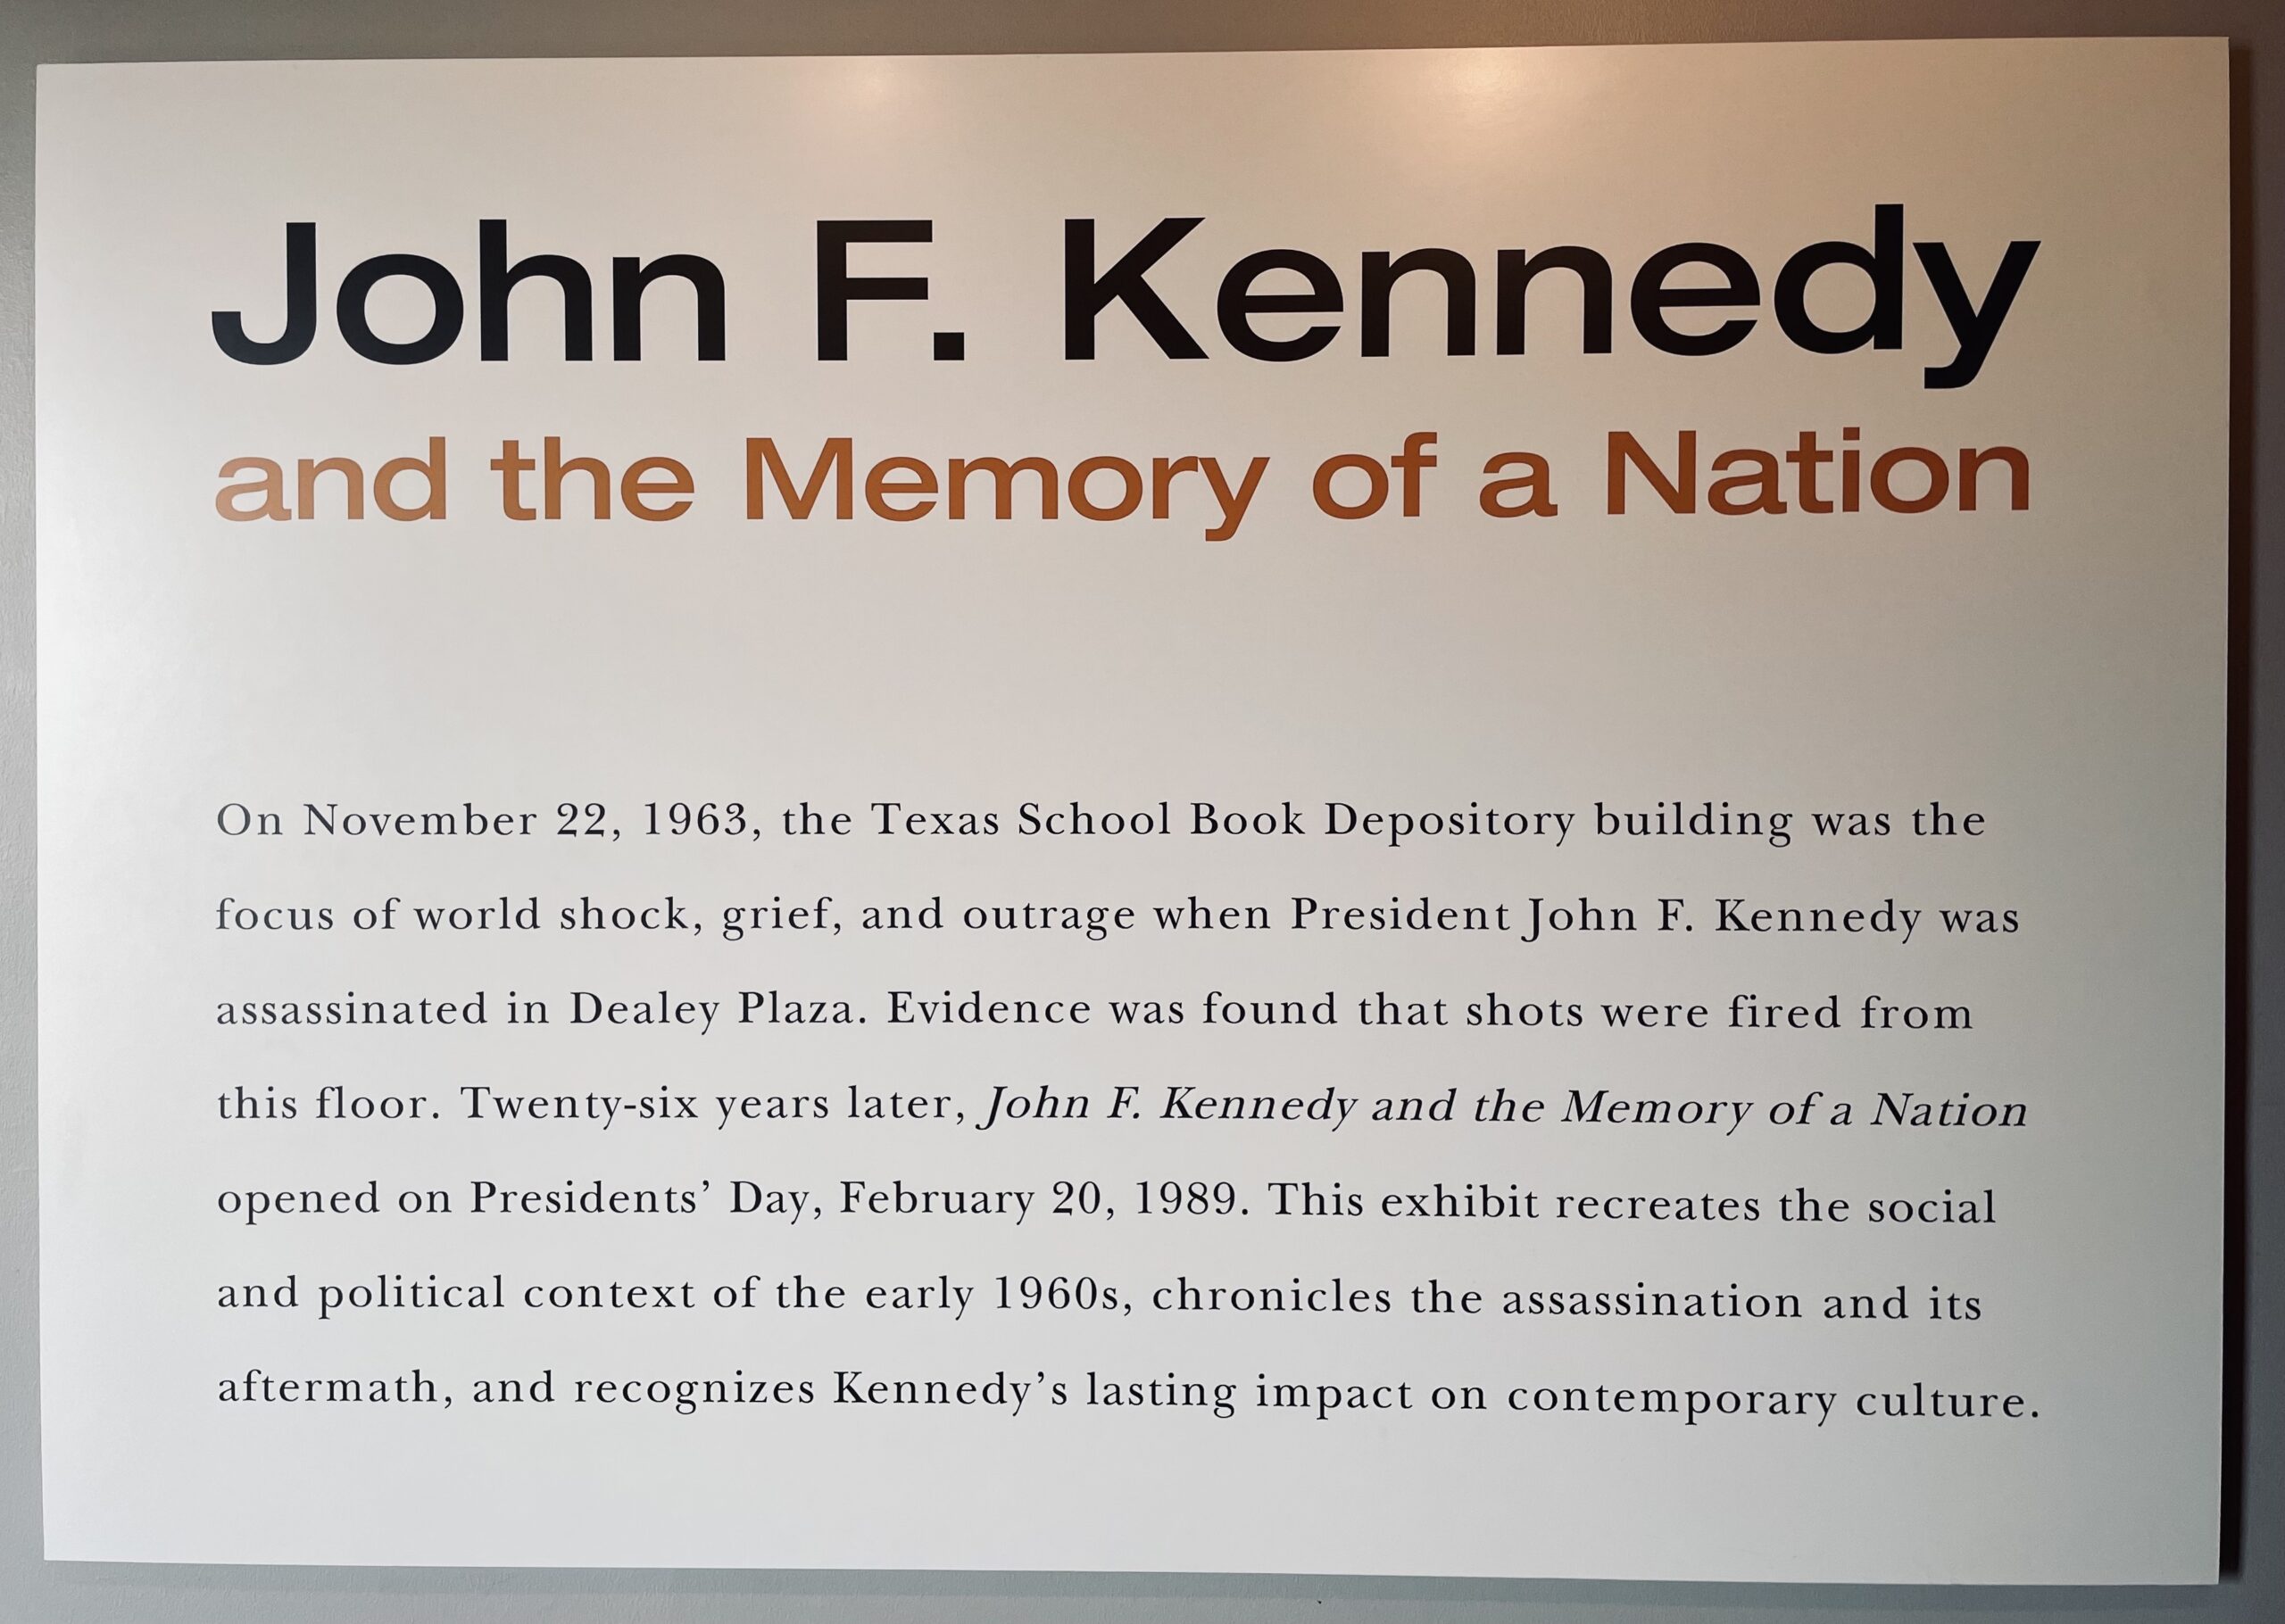 John F. Kennedy
and the Memory of a Nation
On November 22, 1963, the Texas School Book Depository building was the
focus of world shock, grief, and outrage when President John F. Kennedy was
assassinated in Dealey Plaza. Evidence was found that shots were fired from
this floor. Twenty-six years later, John F. Kennedy and the Memory of a Nation
opened on Presidents’ Day, February 20, 1989. This exhibit recreates the social
and political context of the early 1960s, chronicles the assassination and its
aftermath, and recognizes Kennedy’s lasting impact on contemporary culture.